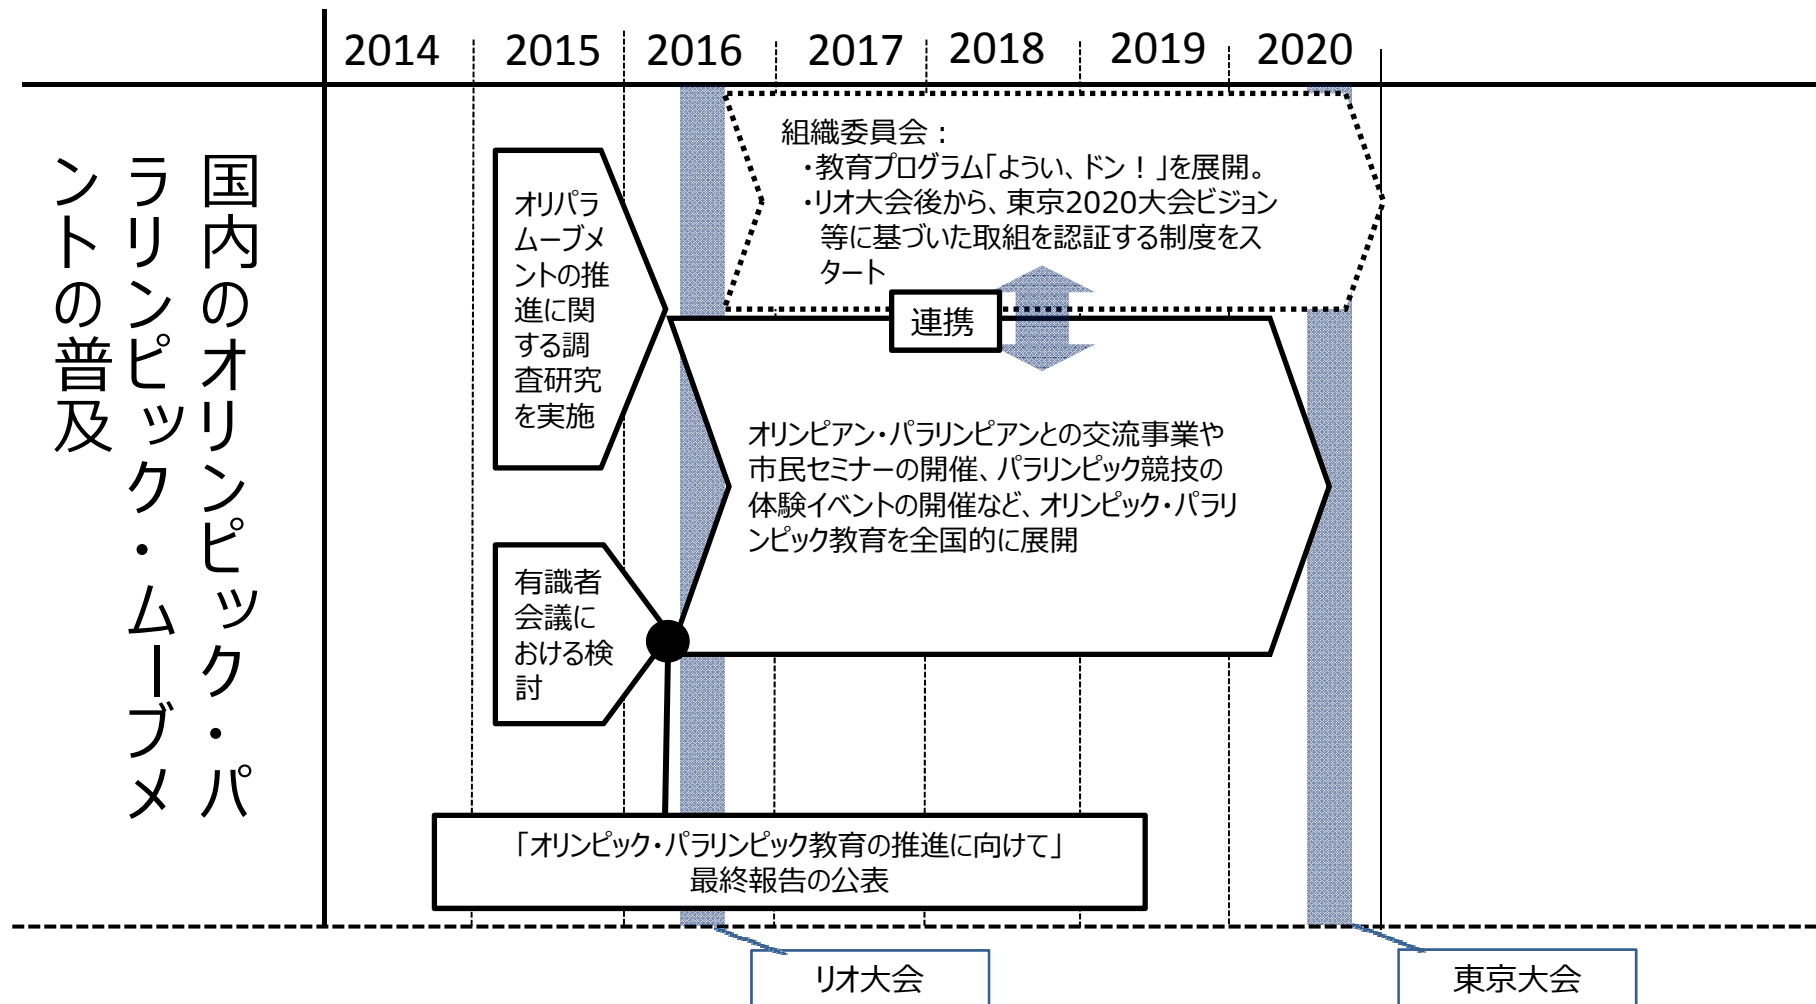 2014
2015
2016
2017
2018
2019
2020
国内のオリンピック・パ
ラリンピック・ムーブメ
ントの普及
組織委員会：
・教育プログラム「ようい、ドン！」を展開。
・リオ大会後から、東京2020大会ビジョン
等に基づいた取組を認証する制度をス
タート
オリパラ
ムーブメ
ントの推
進に関
する調
査研究
を実施
連携
オリンピアン・パラリンピアンとの交流事業や
市民セミナーの開催、パラリンピック競技の
体験イベントの開催など、オリンピック・パラリ
ンピック教育を全国的に展開
有識者
会議に
おける検
討
「オリンピック・パラリンピック教育の推進に向けて」
最終報告の公表
リオ大会
東京大会